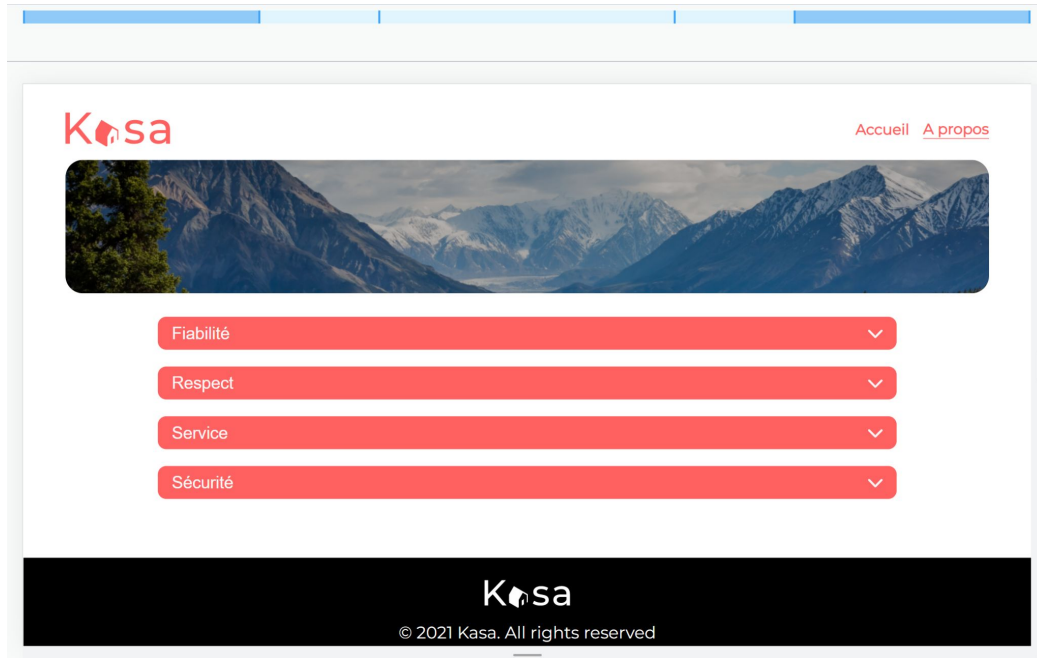 Kasa
Accueil A propos
Fiabilité
Respect
Service
Sécurité
Kasa
© 2021 Kasa. All rights reserved